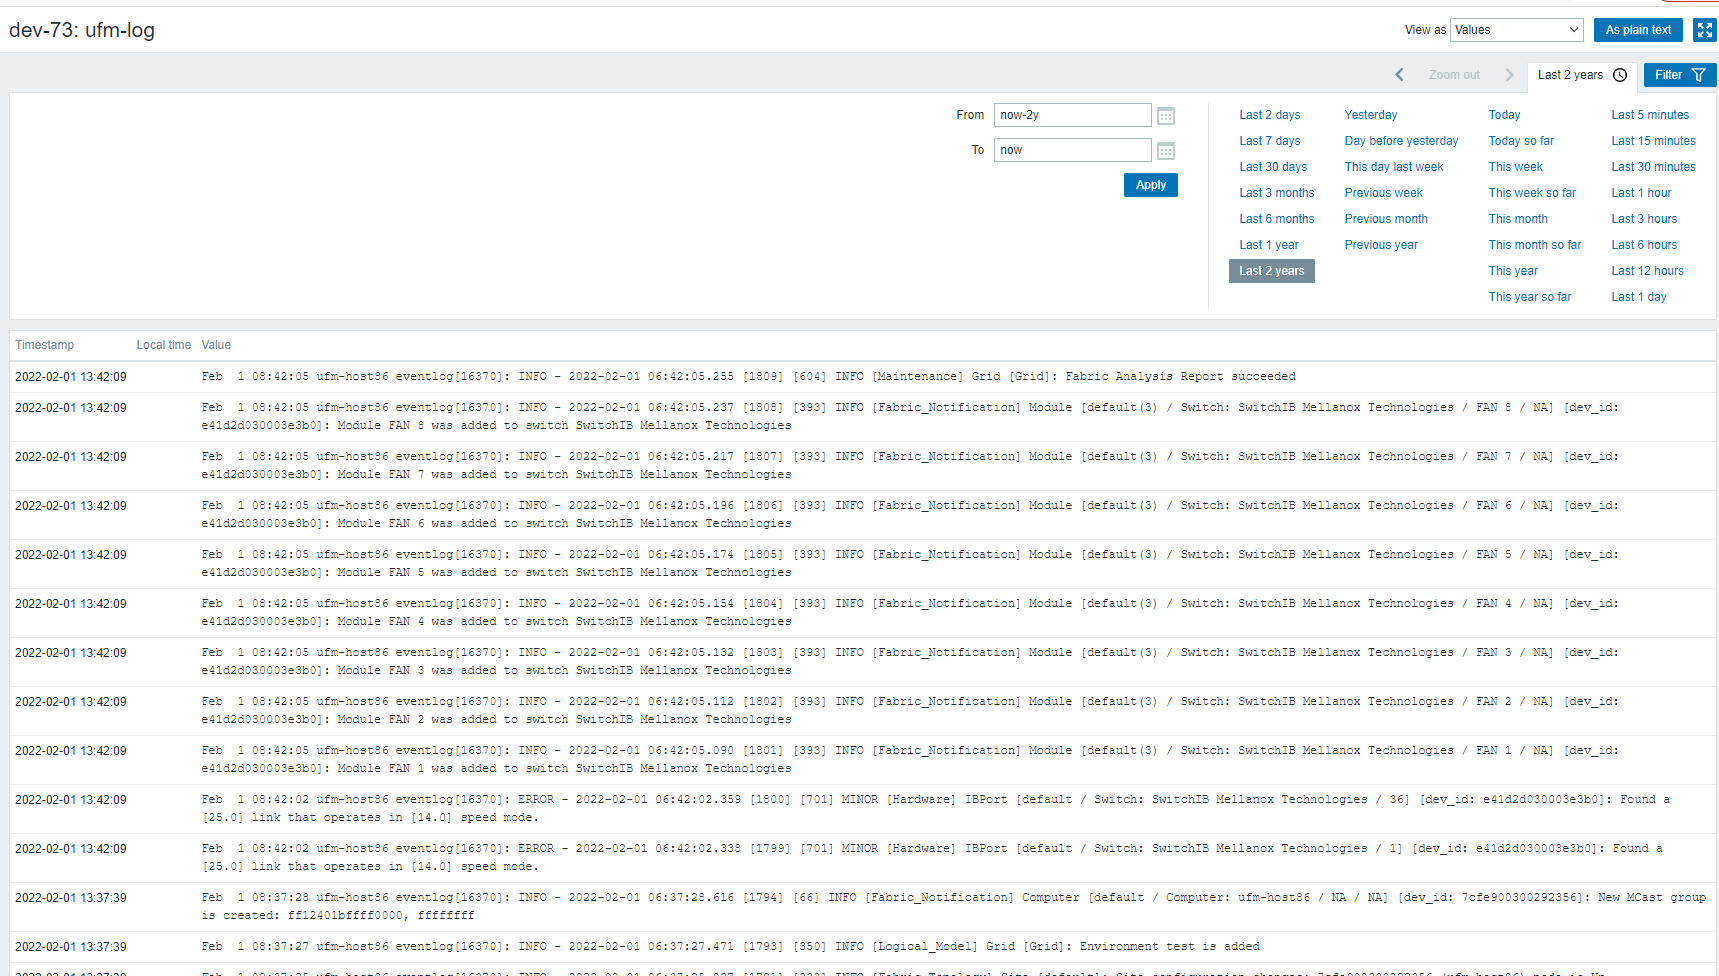 dev-73: ufm-log
View as Values As plain text
Zoom out Last 2 years Filter
From now-2y
To now
Apply
Last 2 days Yesterday Today Last 5 minutes
Last 7 days Day before yesterday Today so far Last 15 minutes
Last 30 days This day last week This week Last 30 minutes
Last 3 months Previous week This week so far Last 1 hour
Last 6 months Previous month This month Last 3 hours
Last 1 year Previous year This month so far Last 6 hours
Last 2 years This year Last 12 hours
This year so far Last 1 day
Timestamp Local time Value
2022-02-01 13:42:09 Feb  1 08:42:05 ufm-host86 eventlog[16370]: INFO - 2022-02-01 06:42:05.255 [1809] [604] INFO [Maintenance] Grid [Grid]: Fabric Analysis Report succeeded
2022-02-01 13:42:09 Feb  1 08:42:05 ufm-host86 eventlog[16370]: INFO - 2022-02-01 06:42:05.237 [1808] [393] INFO [Fabric_Notification] Module [default(3) / Switch: SwitchIB Mellanox Technologies / FAN 8 / NA] [dev_id:
e41d2d030003e3b0]: Module FAN 8 was added to switch SwitchIB Mellanox Technologies
2022-02-01 13:42:09 Feb  1 08:42:05 ufm-host86 eventlog[16370]: INFO - 2022-02-01 06:42:05.217 [1807] [393] INFO [Fabric_Notification] Module [default(3) / Switch: SwitchIB Mellanox Technologies / FAN 7 / NA] [dev_id:
e41d2d030003e3b0]: Module FAN 7 was added to switch SwitchIB Mellanox Technologies
2022-02-01 13:42:09 Feb  1 08:42:05 ufm-host86 eventlog[16370]: INFO - 2022-02-01 06:42:05.196 [1806] [393] INFO [Fabric_Notification] Module [default(3) / Switch: SwitchIB Mellanox Technologies / FAN 6 / NA] [dev_id:
e41d2d030003e3b0]: Module FAN 6 was added to switch SwitchIB Mellanox Technologies
2022-02-01 13:42:09 Feb  1 08:42:05 ufm-host86 eventlog[16370]: INFO - 2022-02-01 06:42:05.174 [1805] [393] INFO [Fabric_Notification] Module [default(3) / Switch: SwitchIB Mellanox Technologies / FAN 5 / NA] [dev_id:
e41d2d030003e3b0]: Module FAN 5 was added to switch SwitchIB Mellanox Technologies
2022-02-01 13:42:09 Feb  1 08:42:05 ufm-host86 eventlog[16370]: INFO - 2022-02-01 06:42:05.154 [1804] [393] INFO [Fabric_Notification] Module [default(3) / Switch: SwitchIB Mellanox Technologies / FAN 4 / NA] [dev_id:
e41d2d030003e3b0]: Module FAN 4 was added to switch SwitchIB Mellanox Technologies
2022-02-01 13:42:09 Feb  1 08:42:05 ufm-host86 eventlog[16370]: INFO - 2022-02-01 06:42:05.132 [1803] [393] INFO [Fabric_Notification] Module [default(3) / Switch: SwitchIB Mellanox Technologies / FAN 3 / NA] [dev_id:
e41d2d030003e3b0]: Module FAN 3 was added to switch SwitchIB Mellanox Technologies
2022-02-01 13:42:09 Feb  1 08:42:05 ufm-host86 eventlog[16370]: INFO - 2022-02-01 06:42:05.112 [1802] [393] INFO [Fabric_Notification] Module [default(3) / Switch: SwitchIB Mellanox Technologies / FAN 2 / NA] [dev_id:
e41d2d030003e3b0]: Module FAN 2 was added to switch SwitchIB Mellanox Technologies
2022-02-01 13:42:09 Feb  1 08:42:05 ufm-host86 eventlog[16370]: INFO - 2022-02-01 06:42:05.090 [1801] [393] INFO [Fabric_Notification] Module [default(3) / Switch: SwitchIB Mellanox Technologies / FAN 1 / NA] [dev_id:
e41d2d030003e3b0]: Module FAN 1 was added to switch SwitchIB Mellanox Technologies
2022-02-01 13:42:09 Feb  1 08:42:02 ufm-host86 eventlog[16370]: ERROR - 2022-02-01 06:42:02.359 [1800] [701] MINOR [Hardware] IBPort [default / Switch: SwitchIB Mellanox Technologies / 36] [dev_id: e41d2d030003e3b0]: Found a
[25.0] link that operates in [14.0] speed mode.
2022-02-01 13:42:09 Feb  1 08:42:02 ufm-host86 eventlog[16370]: ERROR - 2022-02-01 06:42:02.338 [1799] [701] MINOR [Hardware] IBPort [default / Switch: SwitchIB Mellanox Technologies / 1] [dev_id: e41d2d030003e3b0]: Found a
[25.0] link that operates in [14.0] speed mode.
2022-02-01 13:37:39 Feb  1 08:37:28 ufm-host86 eventlog[16370]: INFO - 2022-02-01 06:37:28.616 [1794] [66] INFO [Fabric_Notification] Computer [default / Computer: ufm-host86 / NA / NA] [dev_id: 7cfe900300292356]: New MCast group
is created: ff12401bffff0000, ffffffff
2022-02-01 13:37:39 Feb  1 08:37:27 ufm-host86 eventlog[16370]: INFO - 2022-02-01 06:37:27.471 [1793] [350] INFO [Logical_Model] Grid [Grid]: Environment test is added